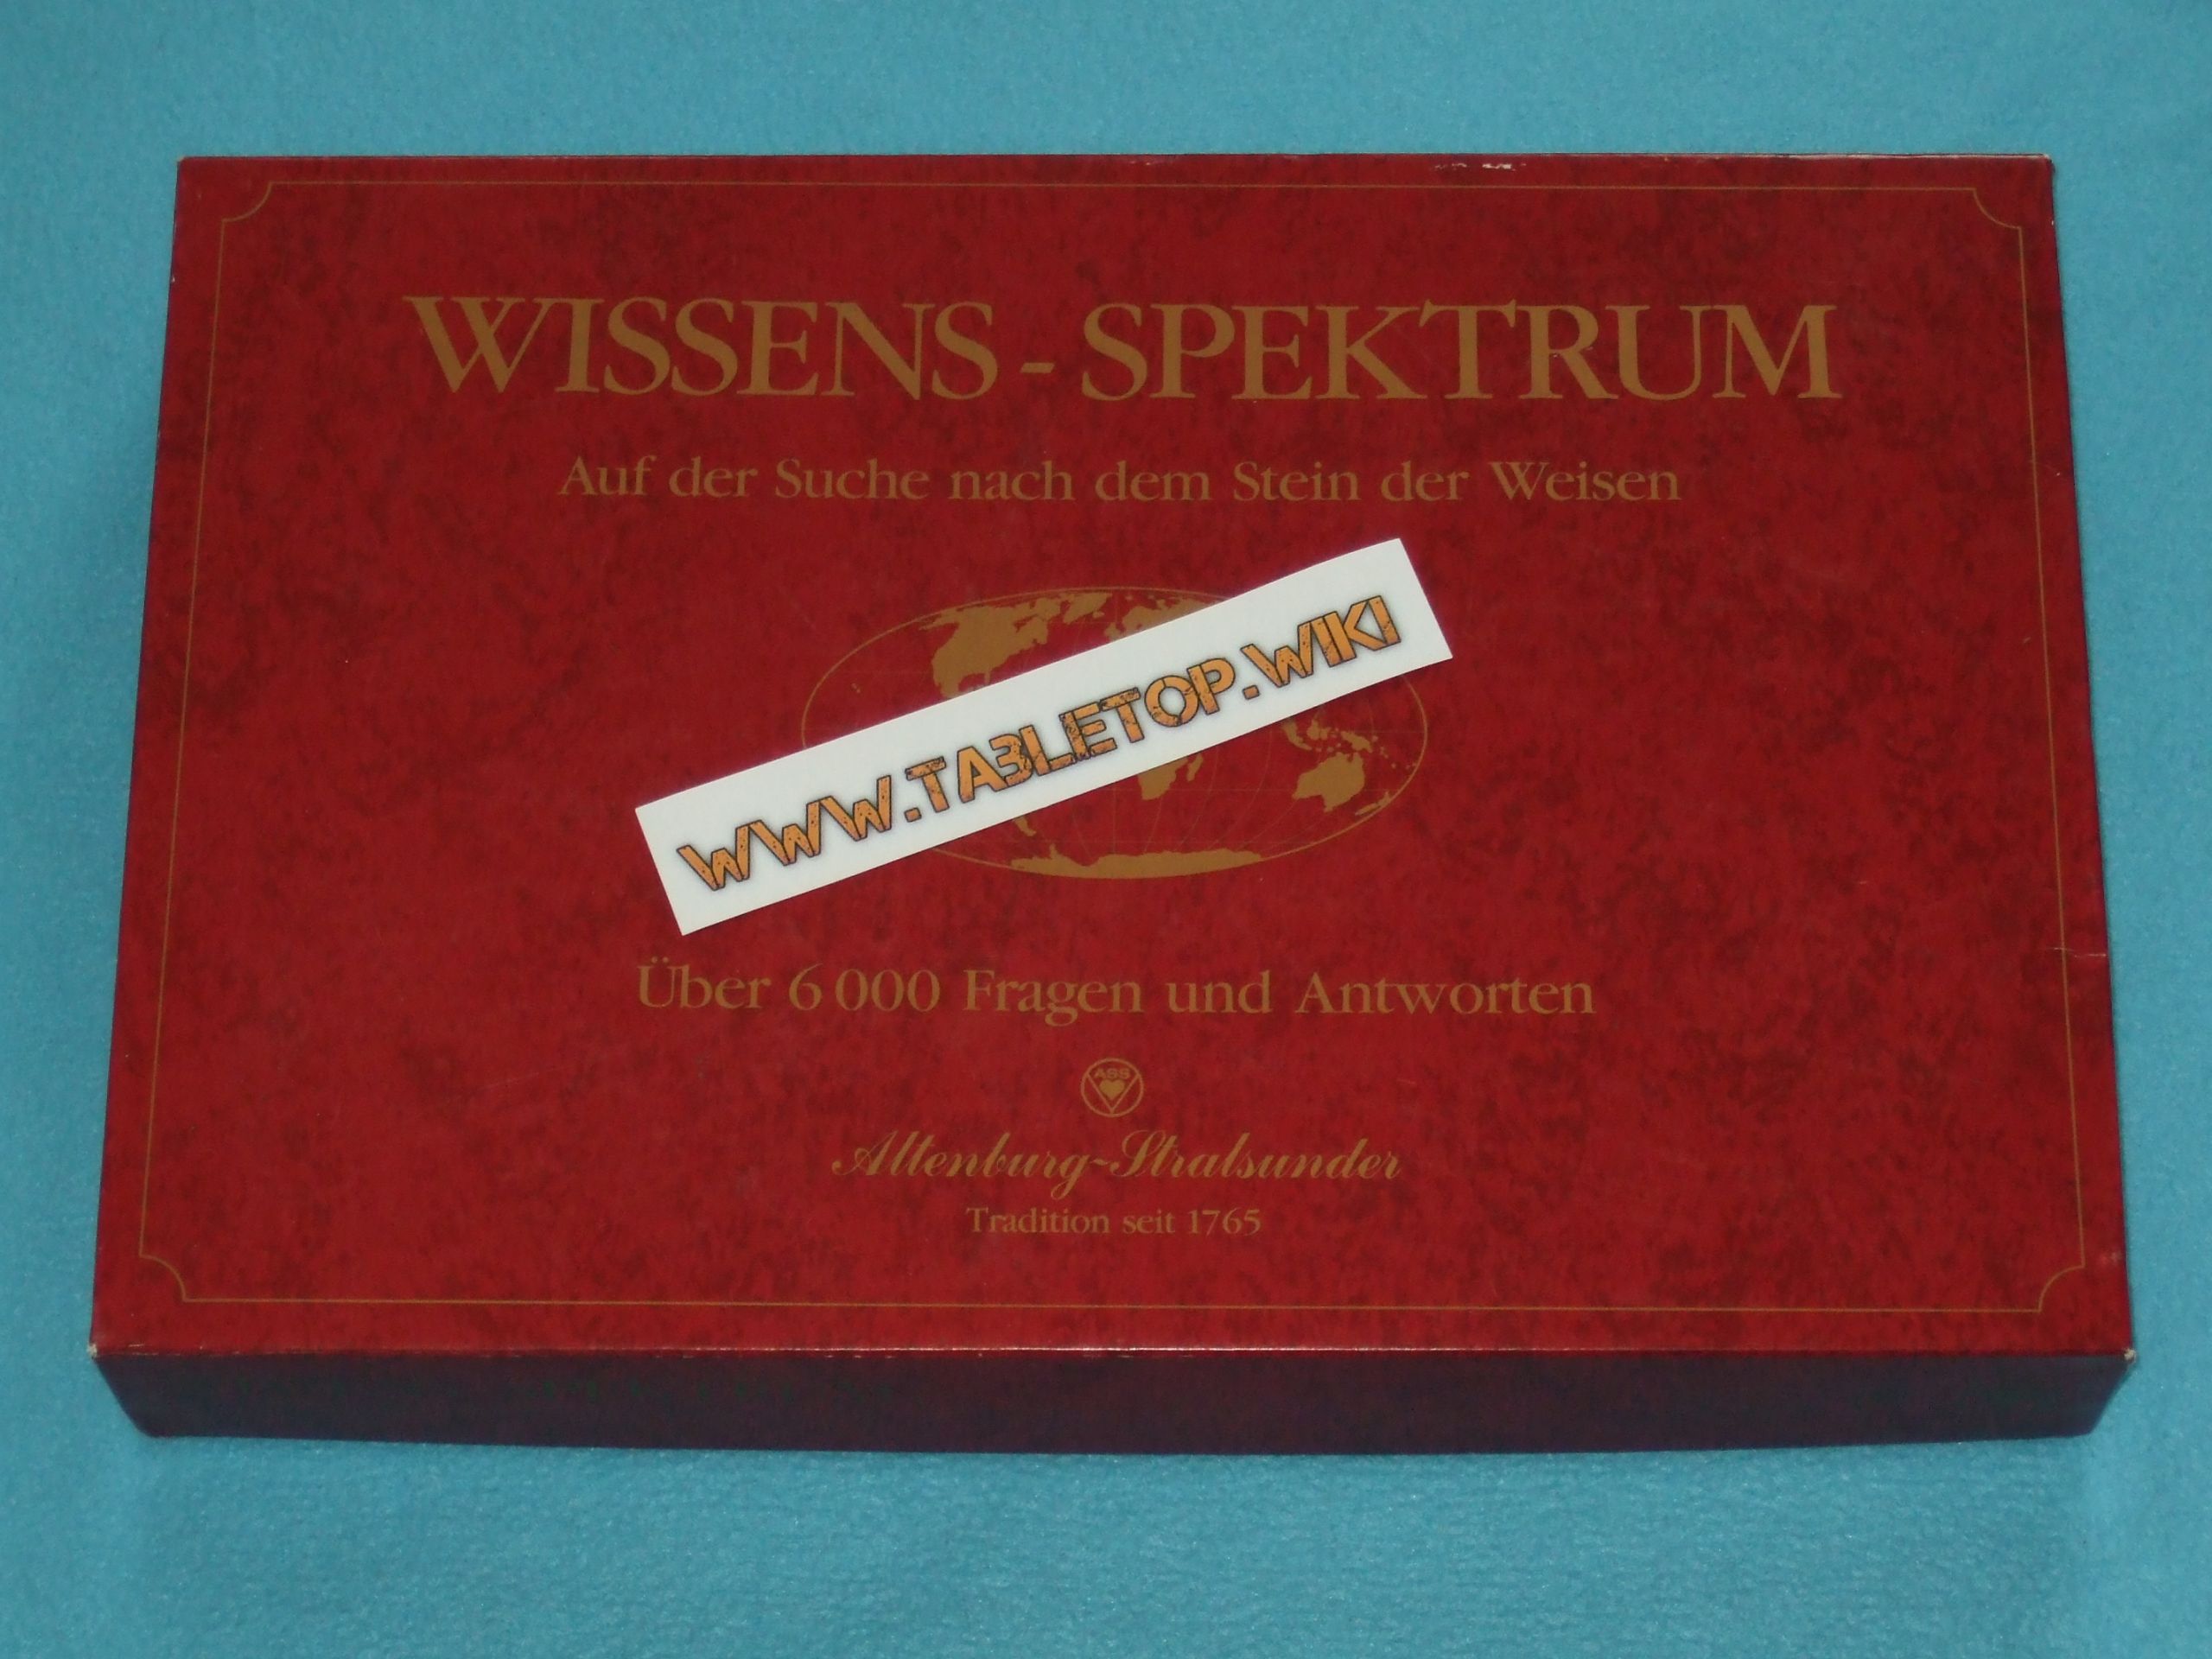 WISSENS - SPEKTRUM
Auf der Suche nach dem Stein der Weisen
WWW.TABLETOP.WIKI
Über 6 000 Fragen und Antworten
ASS
Altenburg-Stralsunder
Tradition seit 1765